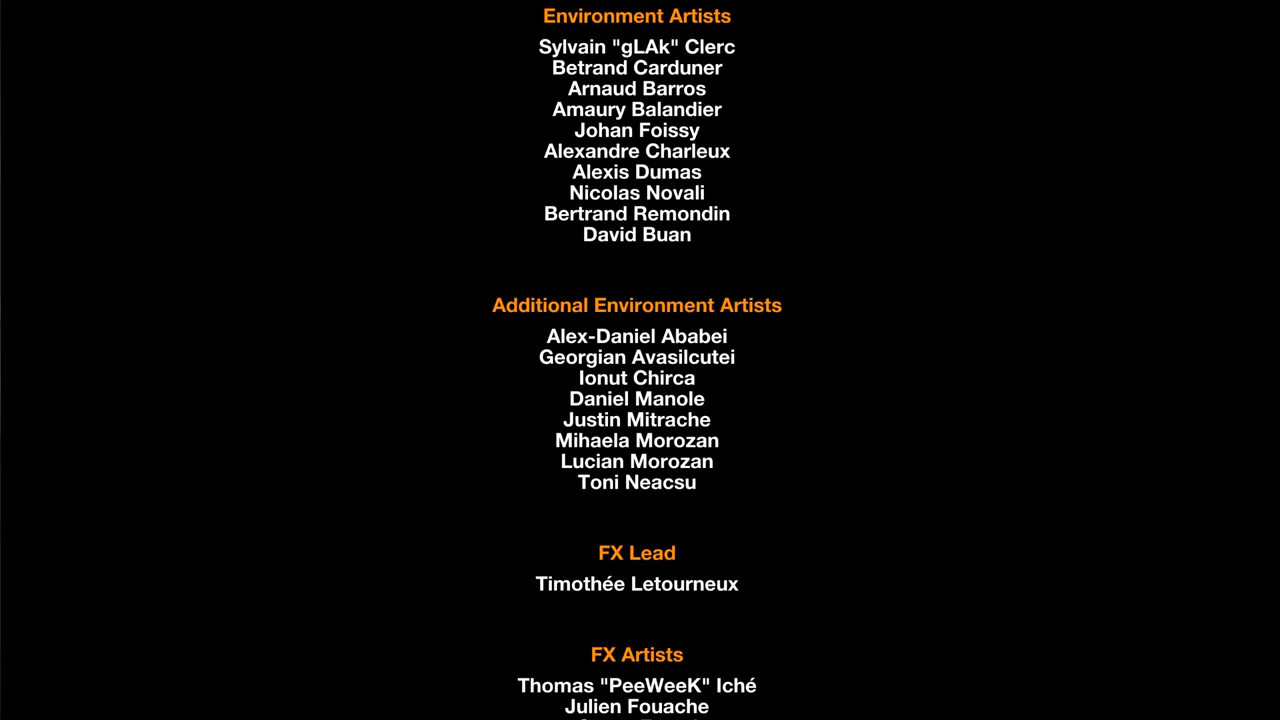 Environment Artists
Sylvain "gLAk" Clerc
Betrand Carduner
Arnaud Barros
Amaury Balandier
Johan Foissy
Alexandre Charleux
Alexis Dumas
Nicolas Novali
Bertrand Remondin
David Buan
Additional Environment Artists
Alex-Daniel Ababei
Georgian Avasilcutei
Ionut Chirca
Daniel Manole
Justin Mitrache
Mihaela Morozan
Lucian Morozan
Toni Neacsu
FX Lead
Timothée Letourneux
FX Artists
Thomas "PeeWeeK" Iché
Julien Fouache